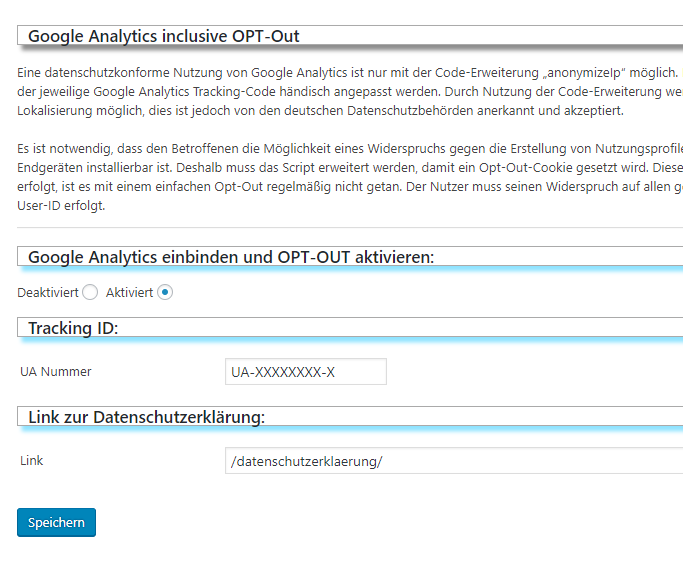 Google Analytics inclusive OPT-Out
Eine datenschutzkonforme Nutzung von Google Analytics ist nur mit der Code-Erweiterung „anonymizeIp“ möglich.
der jeweilige Google Analytics Tracking-Code händisch angepasst werden. Durch Nutzung der Code-Erweiterung we
Lokalisierung möglich, dies ist jedoch von den deutschen Datenschutzbehörden anerkannt und akzeptiert.
Es ist notwendig, dass den Betroffenen die Möglichkeit eines Widerspruchs gegen die Erstellung von Nutzungsprofile
Endgeräten installierbar ist. Deshalb muss das Script erweitert werden, damit ein Opt-Out-Cookie gesetzt wird. Diese
erfolgt, ist es mit einem einfachen Opt-Out regelmäßig nicht getan. Der Nutzer muss seinen Widerspruch auf allen g
User-ID erfolgt.
Google Analytics einbinden und OPT-OUT aktivieren:
Deaktiviert Aktiviert
Tracking ID:
UA Nummer UA-XXXXXXXX-X
Link zur Datenschutzerklärung:
Link /datenschutzerklaerung/
Speichern